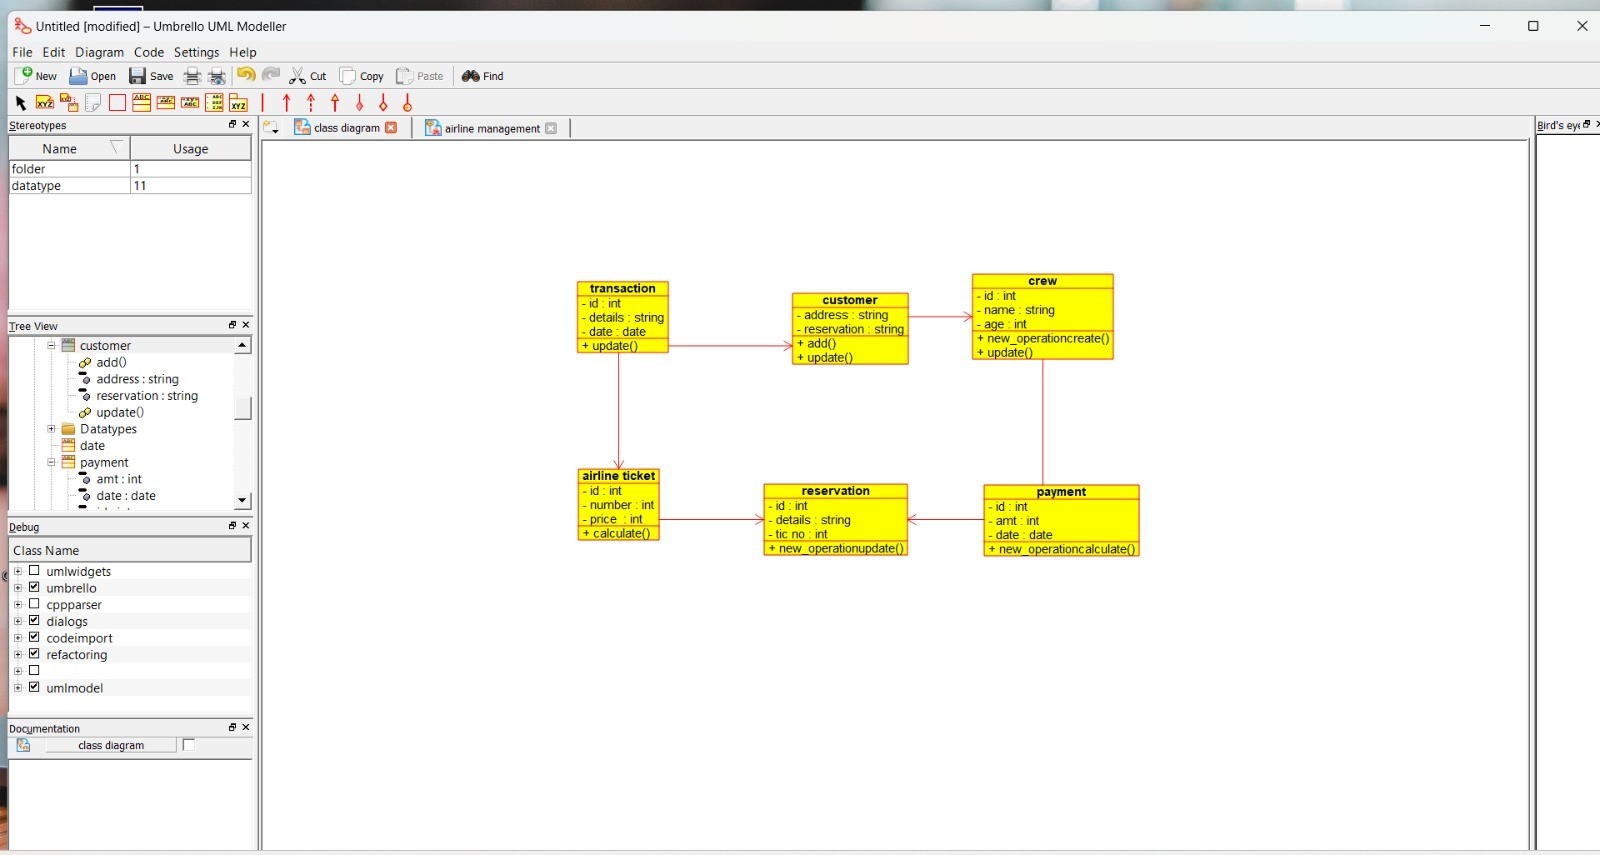 Untitled [modified] – Umbrello UML Modeller
File Edit Diagram Code Settings Help
New Open Save Cut Copy Paste Find
Stereotypes
Name Usage
folder 1
datatype 11
Tree View
customer
add()
address : string
reservation : string
update()
Datatypes
date
payment
amt : int
date : date
Debug
Class Name
umlwidgets
umbrello
cppparser
dialogs
codeimport
refactoring
umlmodel
Documentation
class diagram
class diagram
airline management
Bird's eye
transaction
- id : int
- details : string
- date : date
+ update()
customer
- address : string
- reservation : string
+ add()
+ update()
crew
- id : int
- name : string
- age : int
+ new_operationcreate()
+ update()
airline ticket
- id : int
- number : int
- price : int
+ calculate()
reservation
- id : int
- details : string
- tic no : int
+ new_operationupdate()
payment
- id : int
- amt : int
- date : date
+ new_operationcalculate()